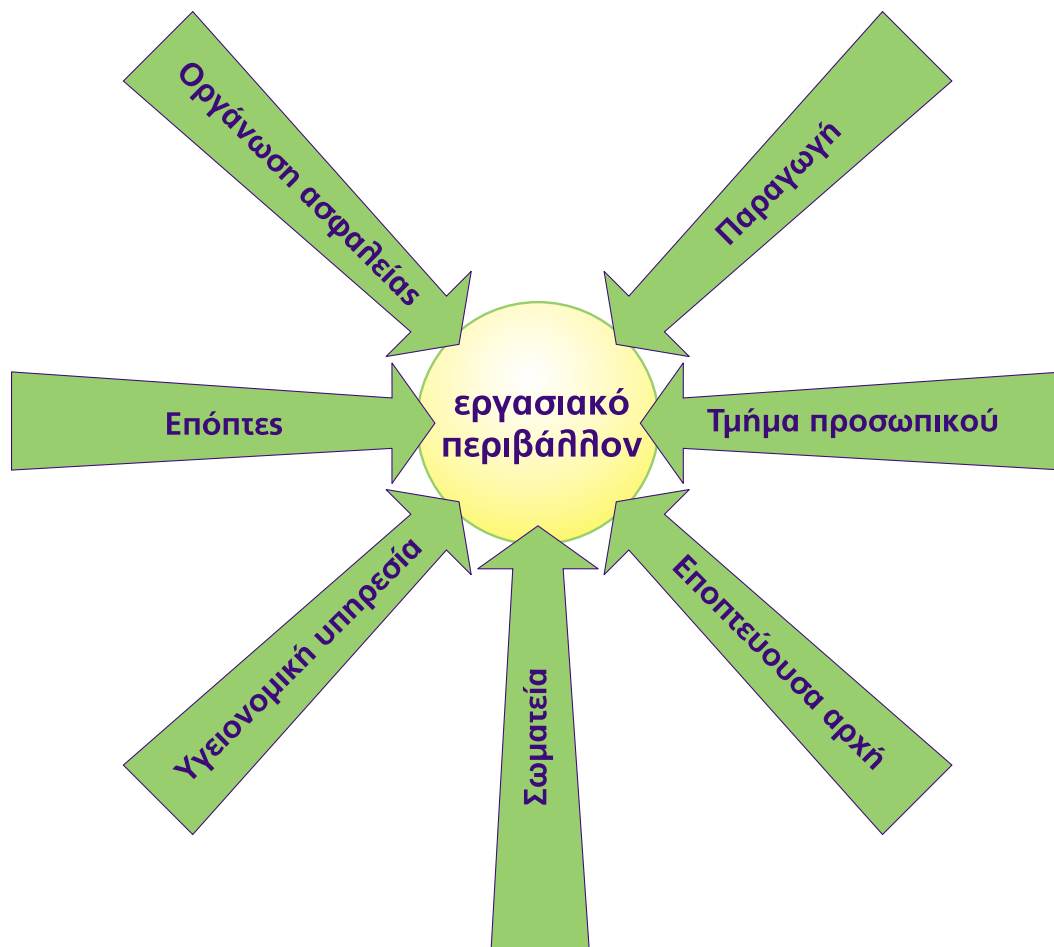 Οργάνωση ασφαλείας
Παραγωγή
εργασιακό
περιβάλλον
Επόπτες
Τμήμα προσωπικού
Υγειονομική υπηρεσία
Εποπτεύουσα αρχή
Σωματεία